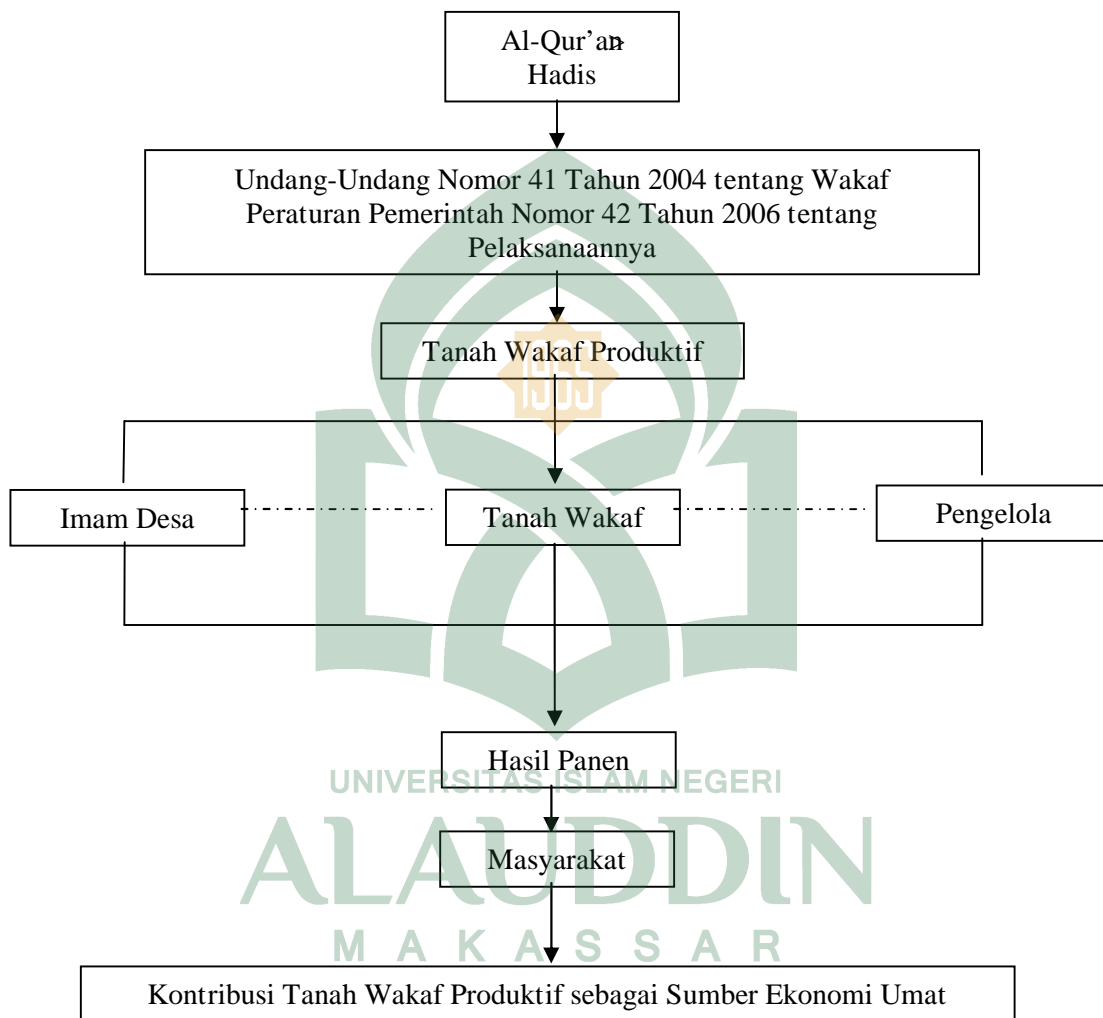 Al-Qur’an
Hadis
Undang-Undang Nomor 41 Tahun 2004 tentang Wakaf
Peraturan Pemerintah Nomor 42 Tahun 2006 tentang
Pelaksanaannya
Tanah Wakaf Produktif
1965
Imam Desa
Tanah Wakaf
Pengelola
Hasil Panen
UNIVERSITAS ISLAM NEGERI
ALAUDDIN
Masyarakat
MAKASSAR
Kontribusi Tanah Wakaf Produktif sebagai Sumber Ekonomi Umat